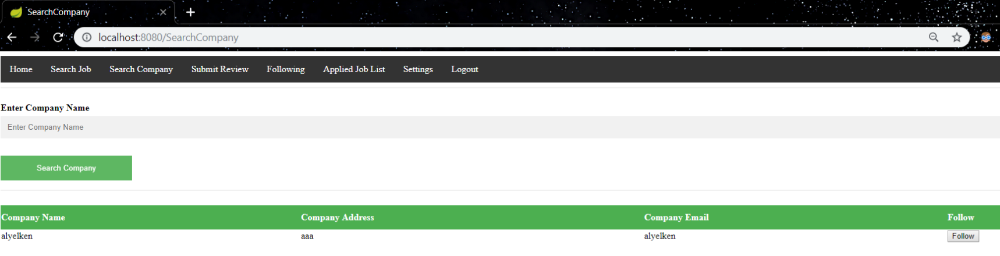 SearchCompany
localhost:8080/SearchCompany
Home Search Job Search Company Submit Review Following Applied Job List Settings Logout
Enter Company Name
Enter Company Name
Search Company
Company Name Company Address Company Email Follow
alyelken aaa alyelken Follow